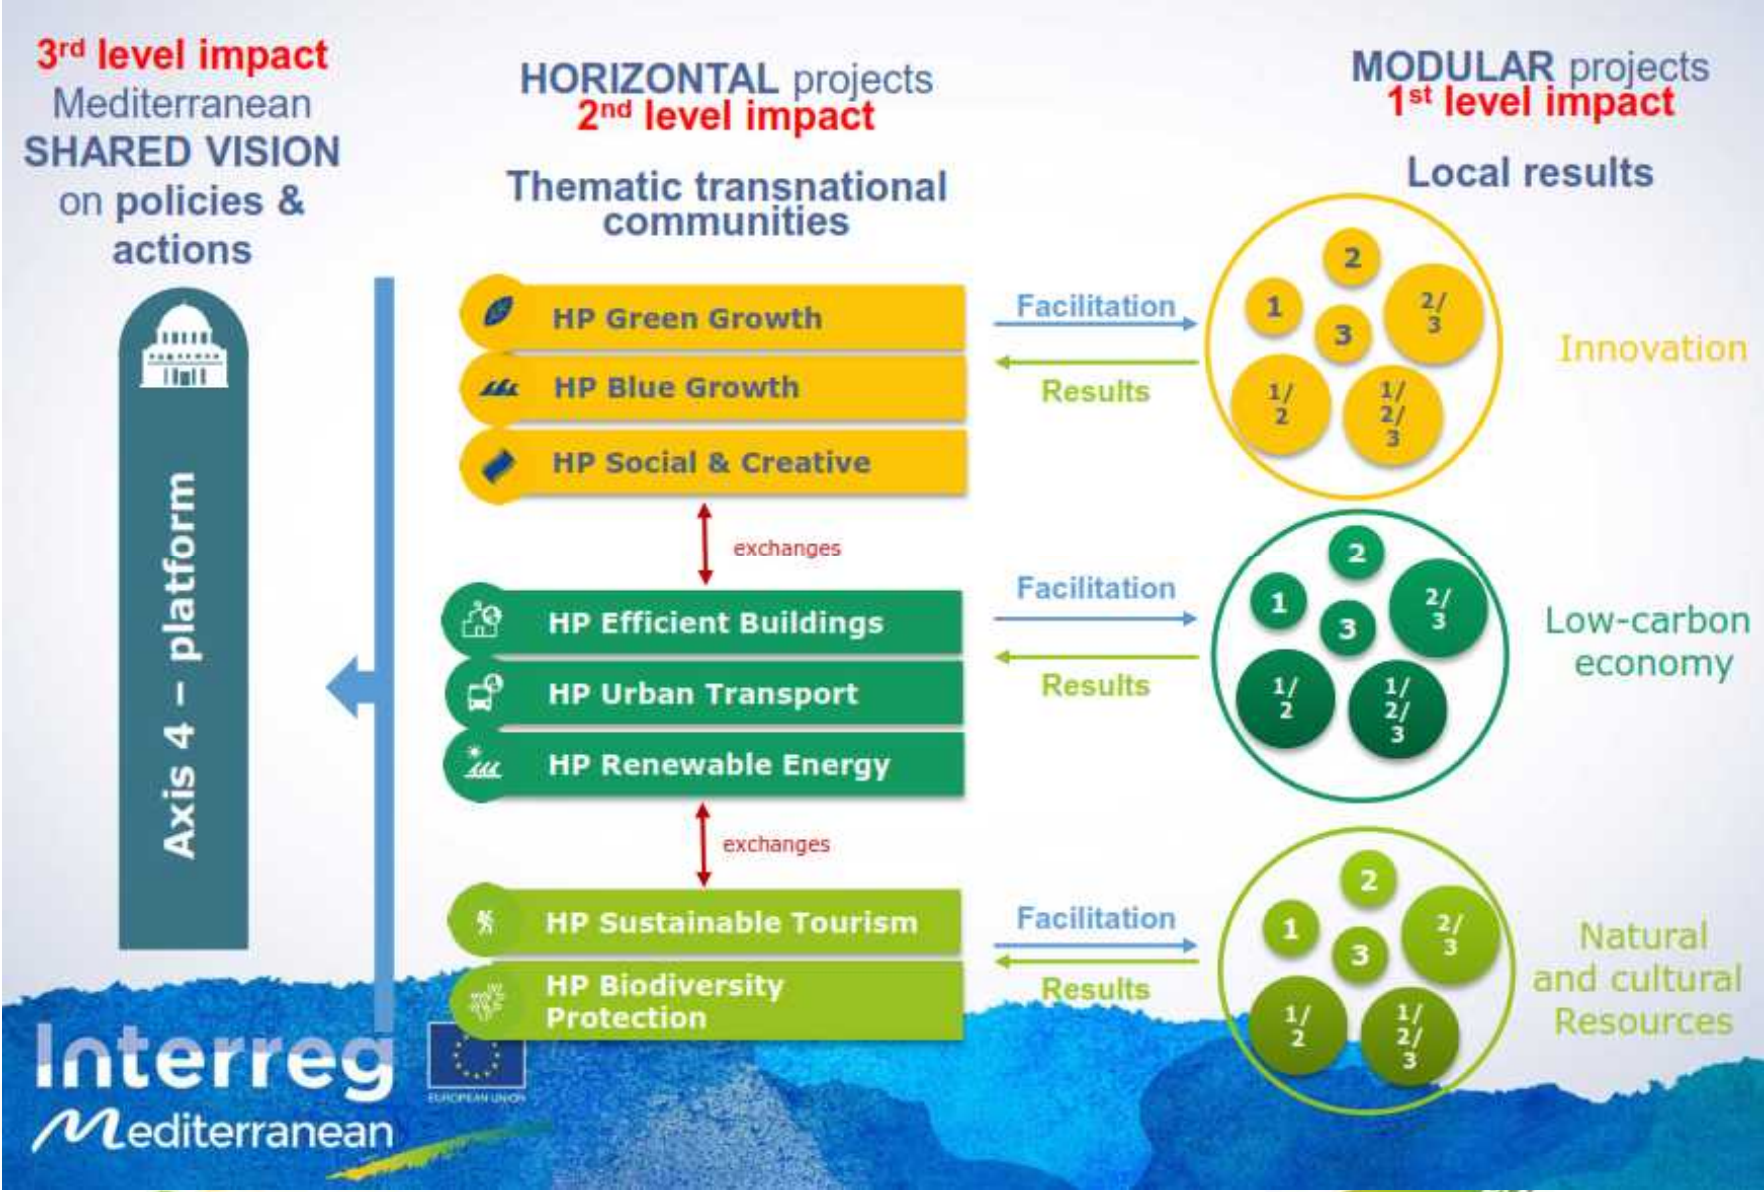 3rd level impact
Mediterranean
SHARED VISION
on policies &
actions
Axis 4 – platform
HORIZONTAL projects
2nd level impact
Thematic transnational
communities
HP Green Growth
HP Blue Growth
HP Social & Creative
exchanges
HP Efficient Buildings
HP Urban Transport
HP Renewable Energy
exchanges
HP Sustainable Tourism
HP Biodiversity
Protection
MODULAR projects
1st level impact
Local results
Facilitation
Results
2
1
3
2/
3
1/
2
1/
2/
3
Innovation
Facilitation
Results
2
1
3
2/
3
1/
2
1/
2/
3
Low-carbon
economy
Facilitation
Results
2
1
3
2/
3
1/
2
1/
2/
3
Natural
and cultural
Resources
Interreg
Mediterranean
EUROPEAN UNION